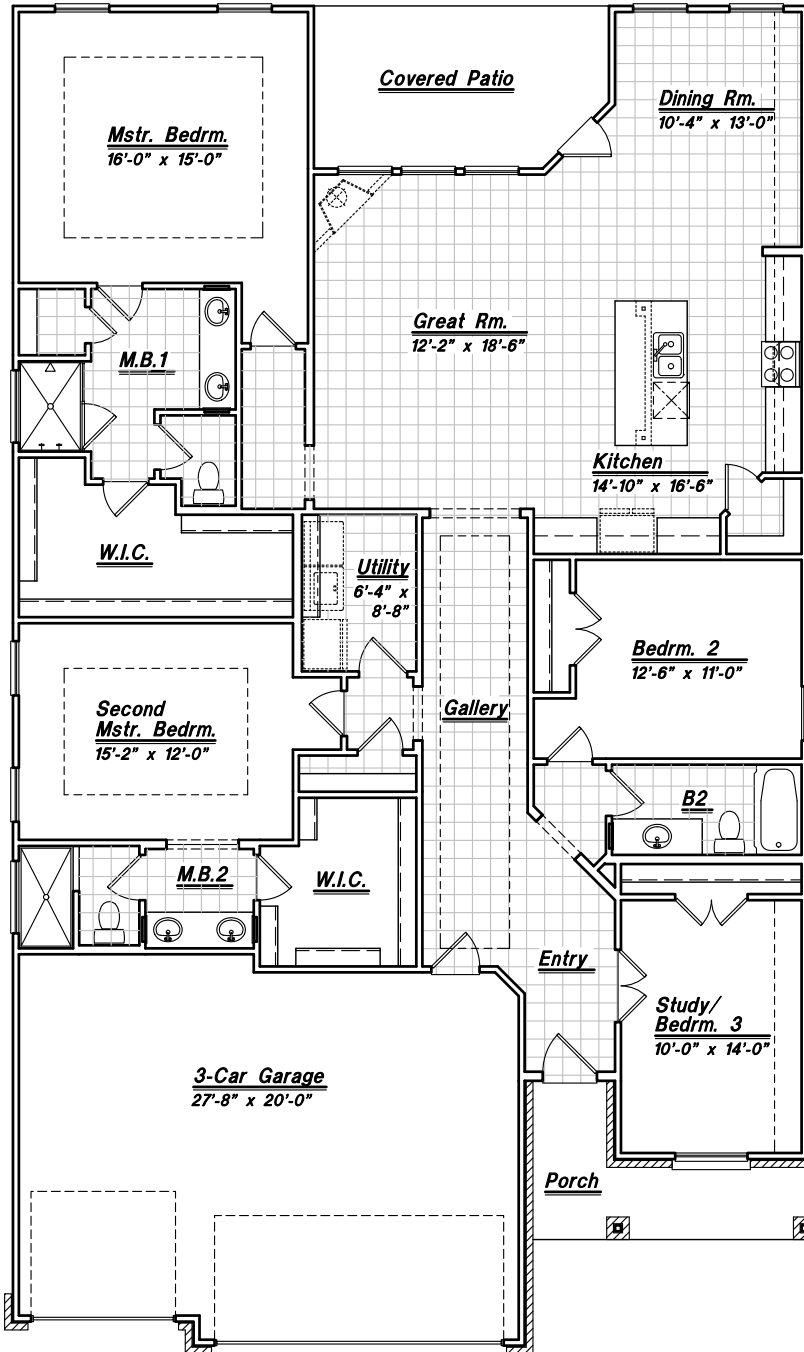 Covered Patio
Dining Rm.
10'-4" x 13'-0"
Mstr. Bedrm.
16'-0" x 15'-0"
Great Rm.
12'-2" x 18'-6"
M.B.1
Kitchen
14'-10" x 16'-6"
W.I.C.
Utility
6'-4" x
8'-8"
Bedrm. 2
12'-6" x 11'-0"
Second
Mstr. Bedrm.
15'-2" x 12'-0"
Gallery
B2
M.B.2
W.I.C.
Entry
Study/
Bedrm. 3
10'-0" x 14'-0"
3-Car Garage
27'-8" x 20'-0"
Porch